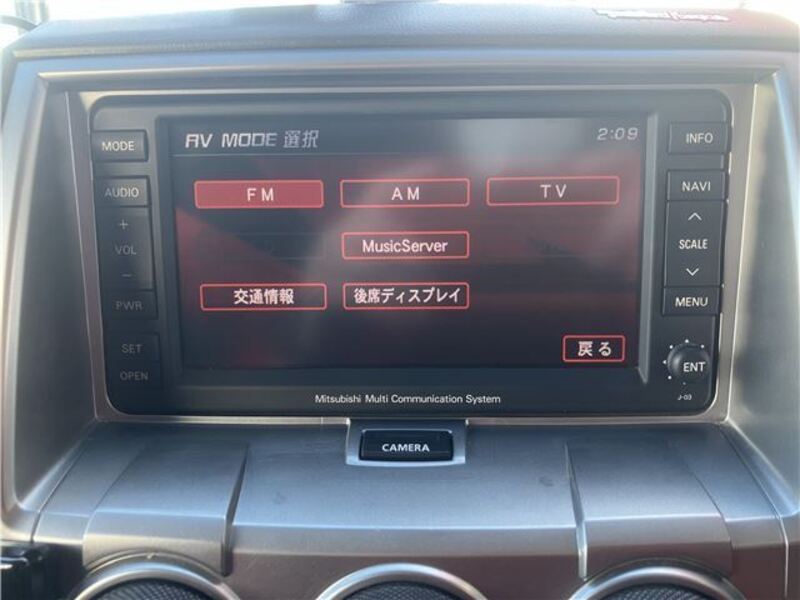 AV MODE 選択 2:09
FM AM TV
MusicServer
交通情報 後席ディスプレイ
戻る
MODE
AUDIO
+
VOL
−
PWR
SET
OPEN
INFO
NAVI
SCALE
MENU
ENT
J-03
Mitsubishi Multi Communication System
CAMERA